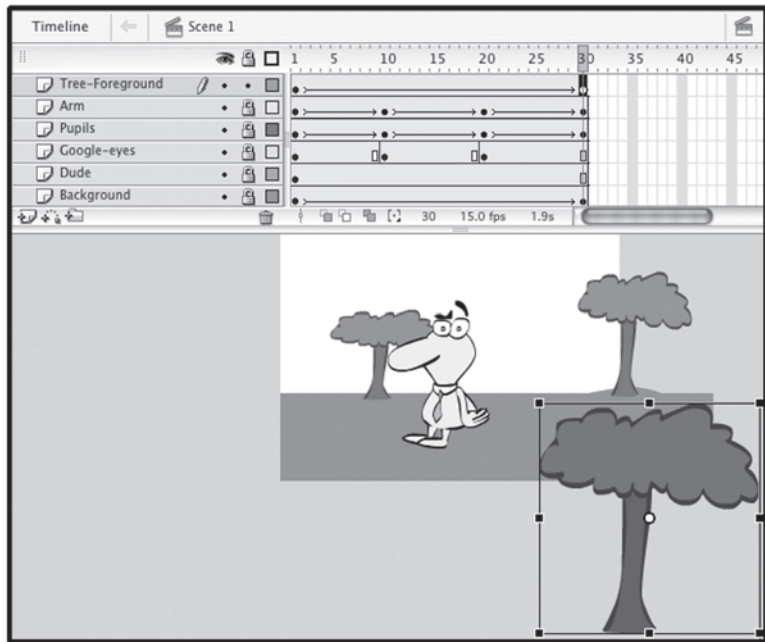 Timeline
Scene 1
1 5 10 15 20 25 30 35 40 45
Tree-Foreground
Arm
Pupils
Google-eyes
Dude
Background
30 15.0 fps 1.9s